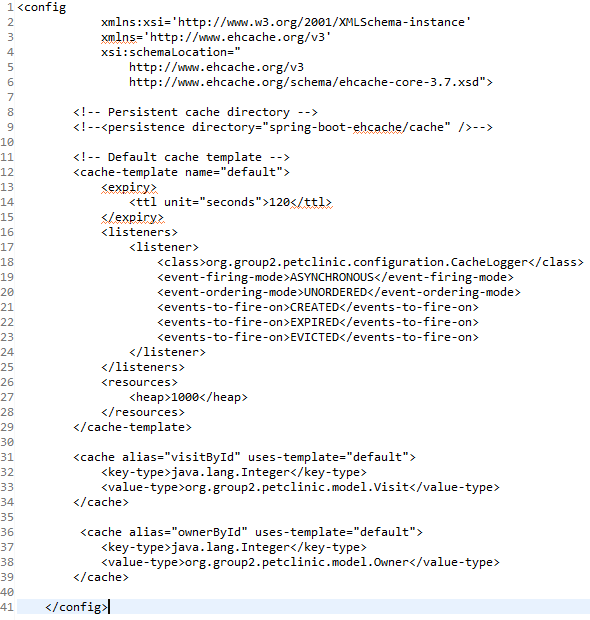 1 <config
2 xmlns:xsi='http://www.w3.org/2001/XMLSchema-instance'
3 xmlns='http://www.ehcache.org/v3'
4 xsi:schemaLocation="
5 http://www.ehcache.org/v3
6 http://www.ehcache.org/schema/ehcache-core-3.7.xsd">
7
8 <!-- Persistent cache directory -->
9 <!--<persistence directory="spring-boot-ehcache/cache" />-->
10
11 <!-- Default cache template -->
12 <cache-template name="default">
13 <expiry>
14 <ttl unit="seconds">120</ttl>
15 </expiry>
16 <listeners>
17 <listener>
18 <class>org.group2.petclinic.configuration.CacheLogger</class>
19 <event-firing-mode>ASYNCHRONOUS</event-firing-mode>
20 <event-ordering-mode>UNORDERED</event-ordering-mode>
21 <events-to-fire-on>CREATED</events-to-fire-on>
22 <events-to-fire-on>EXPIRED</events-to-fire-on>
23 <events-to-fire-on>EVICTED</events-to-fire-on>
24 </listener>
25 </listeners>
26 <resources>
27 <heap>1000</heap>
28 </resources>
29 </cache-template>
30
31 <cache alias="visitById" uses-template="default">
32 <key-type>java.lang.Integer</key-type>
33 <value-type>org.group2.petclinic.model.Visit</value-type>
34 </cache>
35
36 <cache alias="ownerById" uses-template="default">
37 <key-type>java.lang.Integer</key-type>
38 <value-type>org.group2.petclinic.model.Owner</value-type>
39 </cache>
40
41 </config>